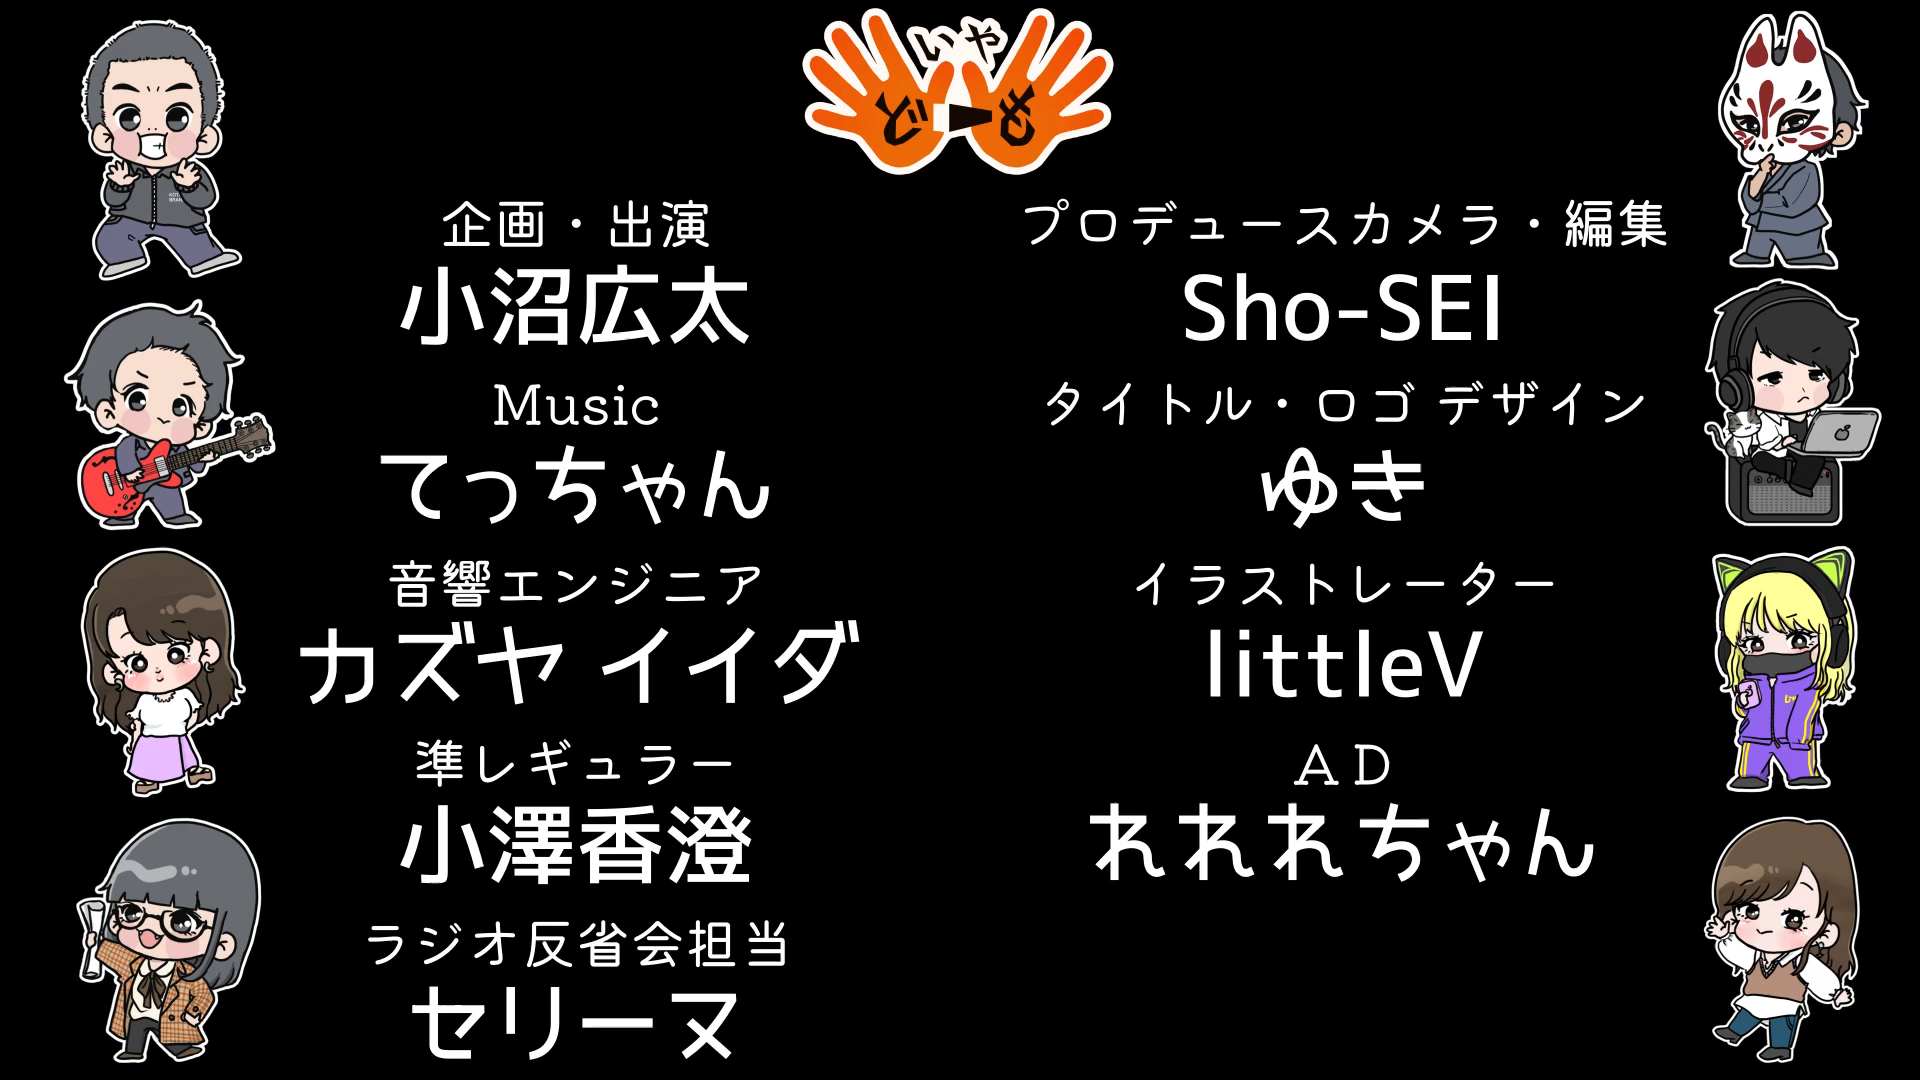 いや
どーも
企画・出演
小沼広太
Music
てっちゃん
音響エンジニア
カズヤ イイダ
準レギュラー
小澤香澄
ラジオ反省会担当
セリーヌ
プロデュースカメラ・編集
Sho-SEI
タイトル・ロゴ デザイン
ゆき
イラストレーター
littleV
AD
れれれちゃん